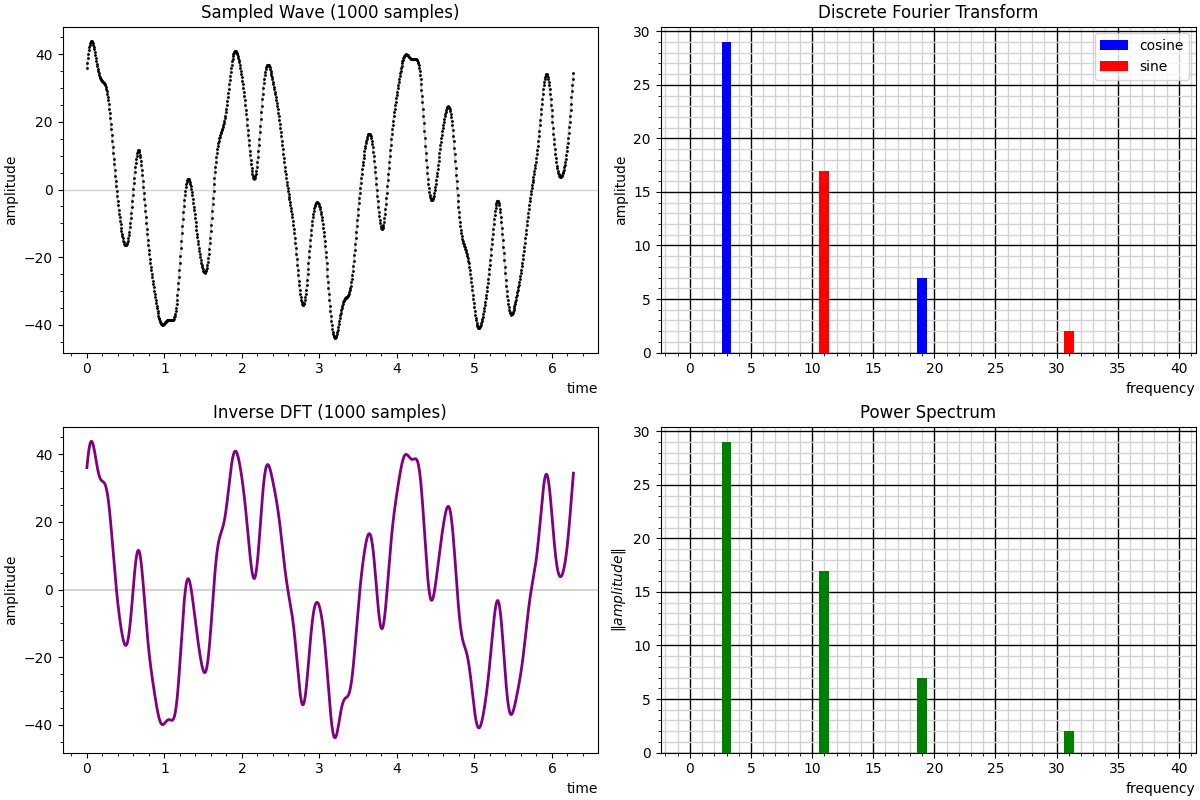 Sampled Wave (1000 samples)
amplitude
40
20
0
−20
−40
0 1 2 3 4 5 6
time
Discrete Fourier Transform
amplitude
30
25
20
15
10
5
0
cosine
sine
0 5 10 15 20 25 30 35 40
frequency
Inverse DFT (1000 samples)
amplitude
40
20
0
−20
−40
0 1 2 3 4 5 6
time
Power Spectrum
||amplitude||
30
25
20
15
10
5
0
0 5 10 15 20 25 30 35 40
frequency